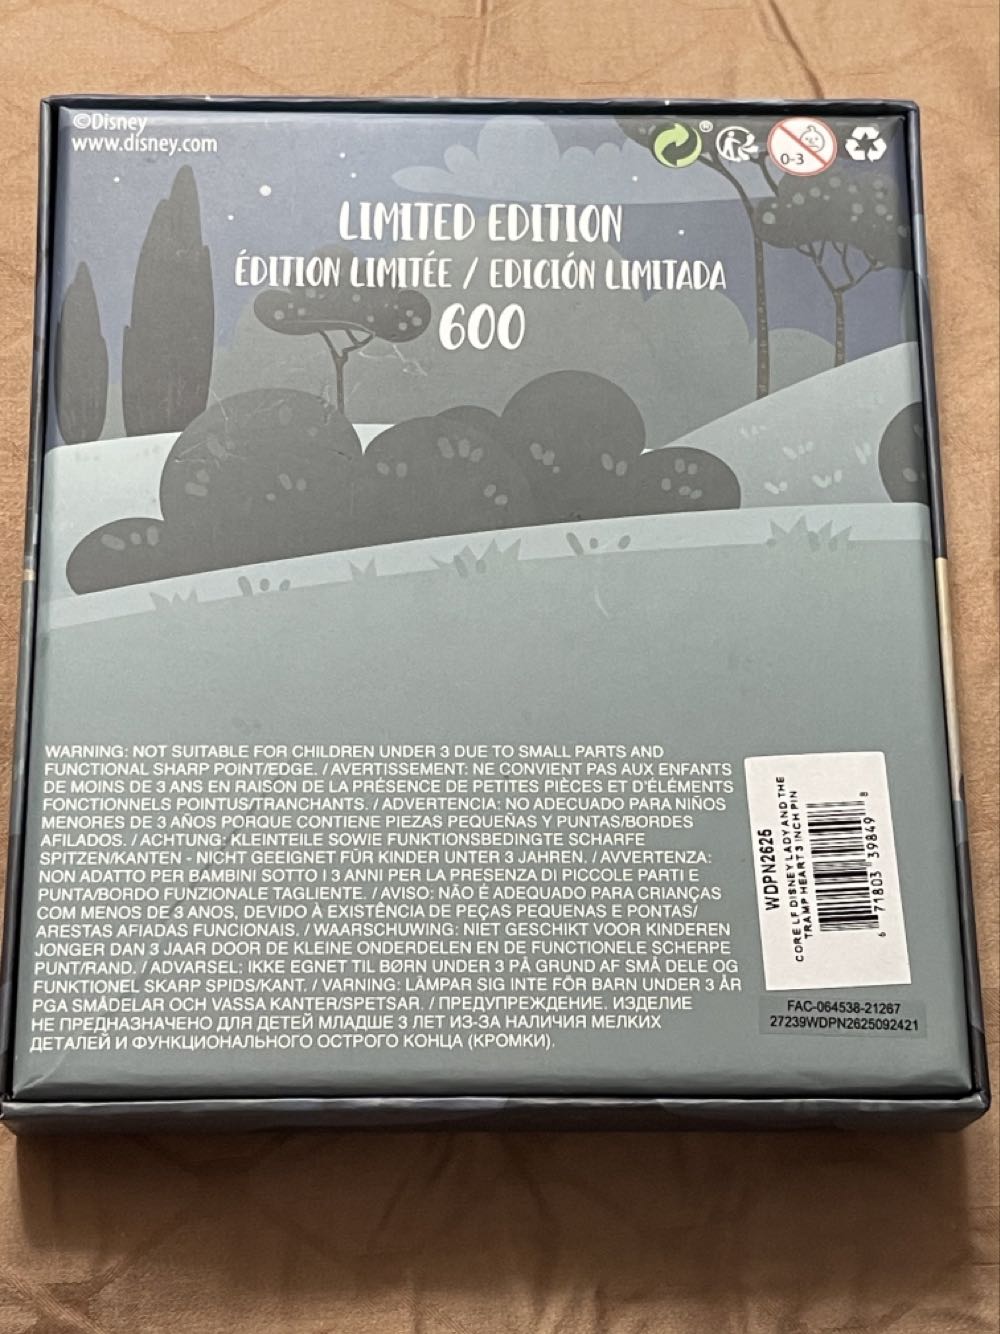 ©Disney
www.disney.com
®
0-3
LIMITED EDITION
ÉDITION LIMITÉE / EDICIÓN LIMITADA
600
WARNING: NOT SUITABLE FOR CHILDREN UNDER 3 DUE TO SMALL PARTS AND
FUNCTIONAL SHARP POINT/EDGE. / AVERTISSEMENT: NE CONVIENT PAS AUX ENFANTS
DE MOINS DE 3 ANS EN RAISON DE LA PRÉSENCE DE PETITES PIÈCES ET D'ÉLÉMENTS
FONCTIONNELS POINTUS/TRANCHANTS. / ADVERTENCIA: NO ADECUADO PARA NIÑOS
MENORES DE 3 AÑOS PORQUE CONTIENE PIEZAS PEQUEÑAS Y PUNTAS/BORDES
AFILADOS. / ACHTUNG: KLEINTEILE SOWIE FUNKTIONSBEDINGTE SCHARFE
SPITZEN/KANTEN - NICHT GEEIGNET FÜR KINDER UNTER 3 JAHREN. / AVVERTENZA:
NON ADATTO PER BAMBINI SOTTO I 3 ANNI PER LA PRESENZA DI PICCOLE PARTI E
PUNTA/BORDO FUNZIONALE TAGLIENTE. / AVISO: NÃO É ADEQUADO PARA CRIANÇAS
COM MENOS DE 3 ANOS, DEVIDO À EXISTÊNCIA DE PEÇAS PEQUENAS E PONTAS/
ARESTAS AFIADAS FUNCIONAIS. / WAARSCHUWING: NIET GESCHIKT VOOR KINDEREN
JONGER DAN 3 JAAR DOOR DE KLEINE ONDERDELEN EN DE FUNCTIONELE SCHERPE
PUNT/RAND. / ADVARSEL: IKKE EGNET TIL BØRN UNDER 3 PÅ GRUND AF SMÅ DELE OG
FUNKTIONEL SKARP SPIDS/KANT. / VARNING: LÄMPAR SIG INTE FÖR BARN UNDER 3 ÅR
PGA SMÅDELAR OCH VASSA KANTER/SPETSAR. / ПРЕДУПРЕЖДЕНИЕ. ИЗДЕЛИЕ
НЕ ПРЕДНАЗНАЧЕНО ДЛЯ ДЕТЕЙ МЛАДШЕ 3 ЛЕТ ИЗ-ЗА НАЛИЧИЯ МЕЛКИХ
ДЕТАЛЕЙ И ФУНКЦИОНАЛЬНОГО ОСТРОГО КОНЦА (КРОМКИ).
WDPN2626
CORE LF DISNEY LADY AND THE
TRAMP HEART 3 INCH PIN
6 71803 39849 8
FAC-064538-21267
27239WDPN2625092421